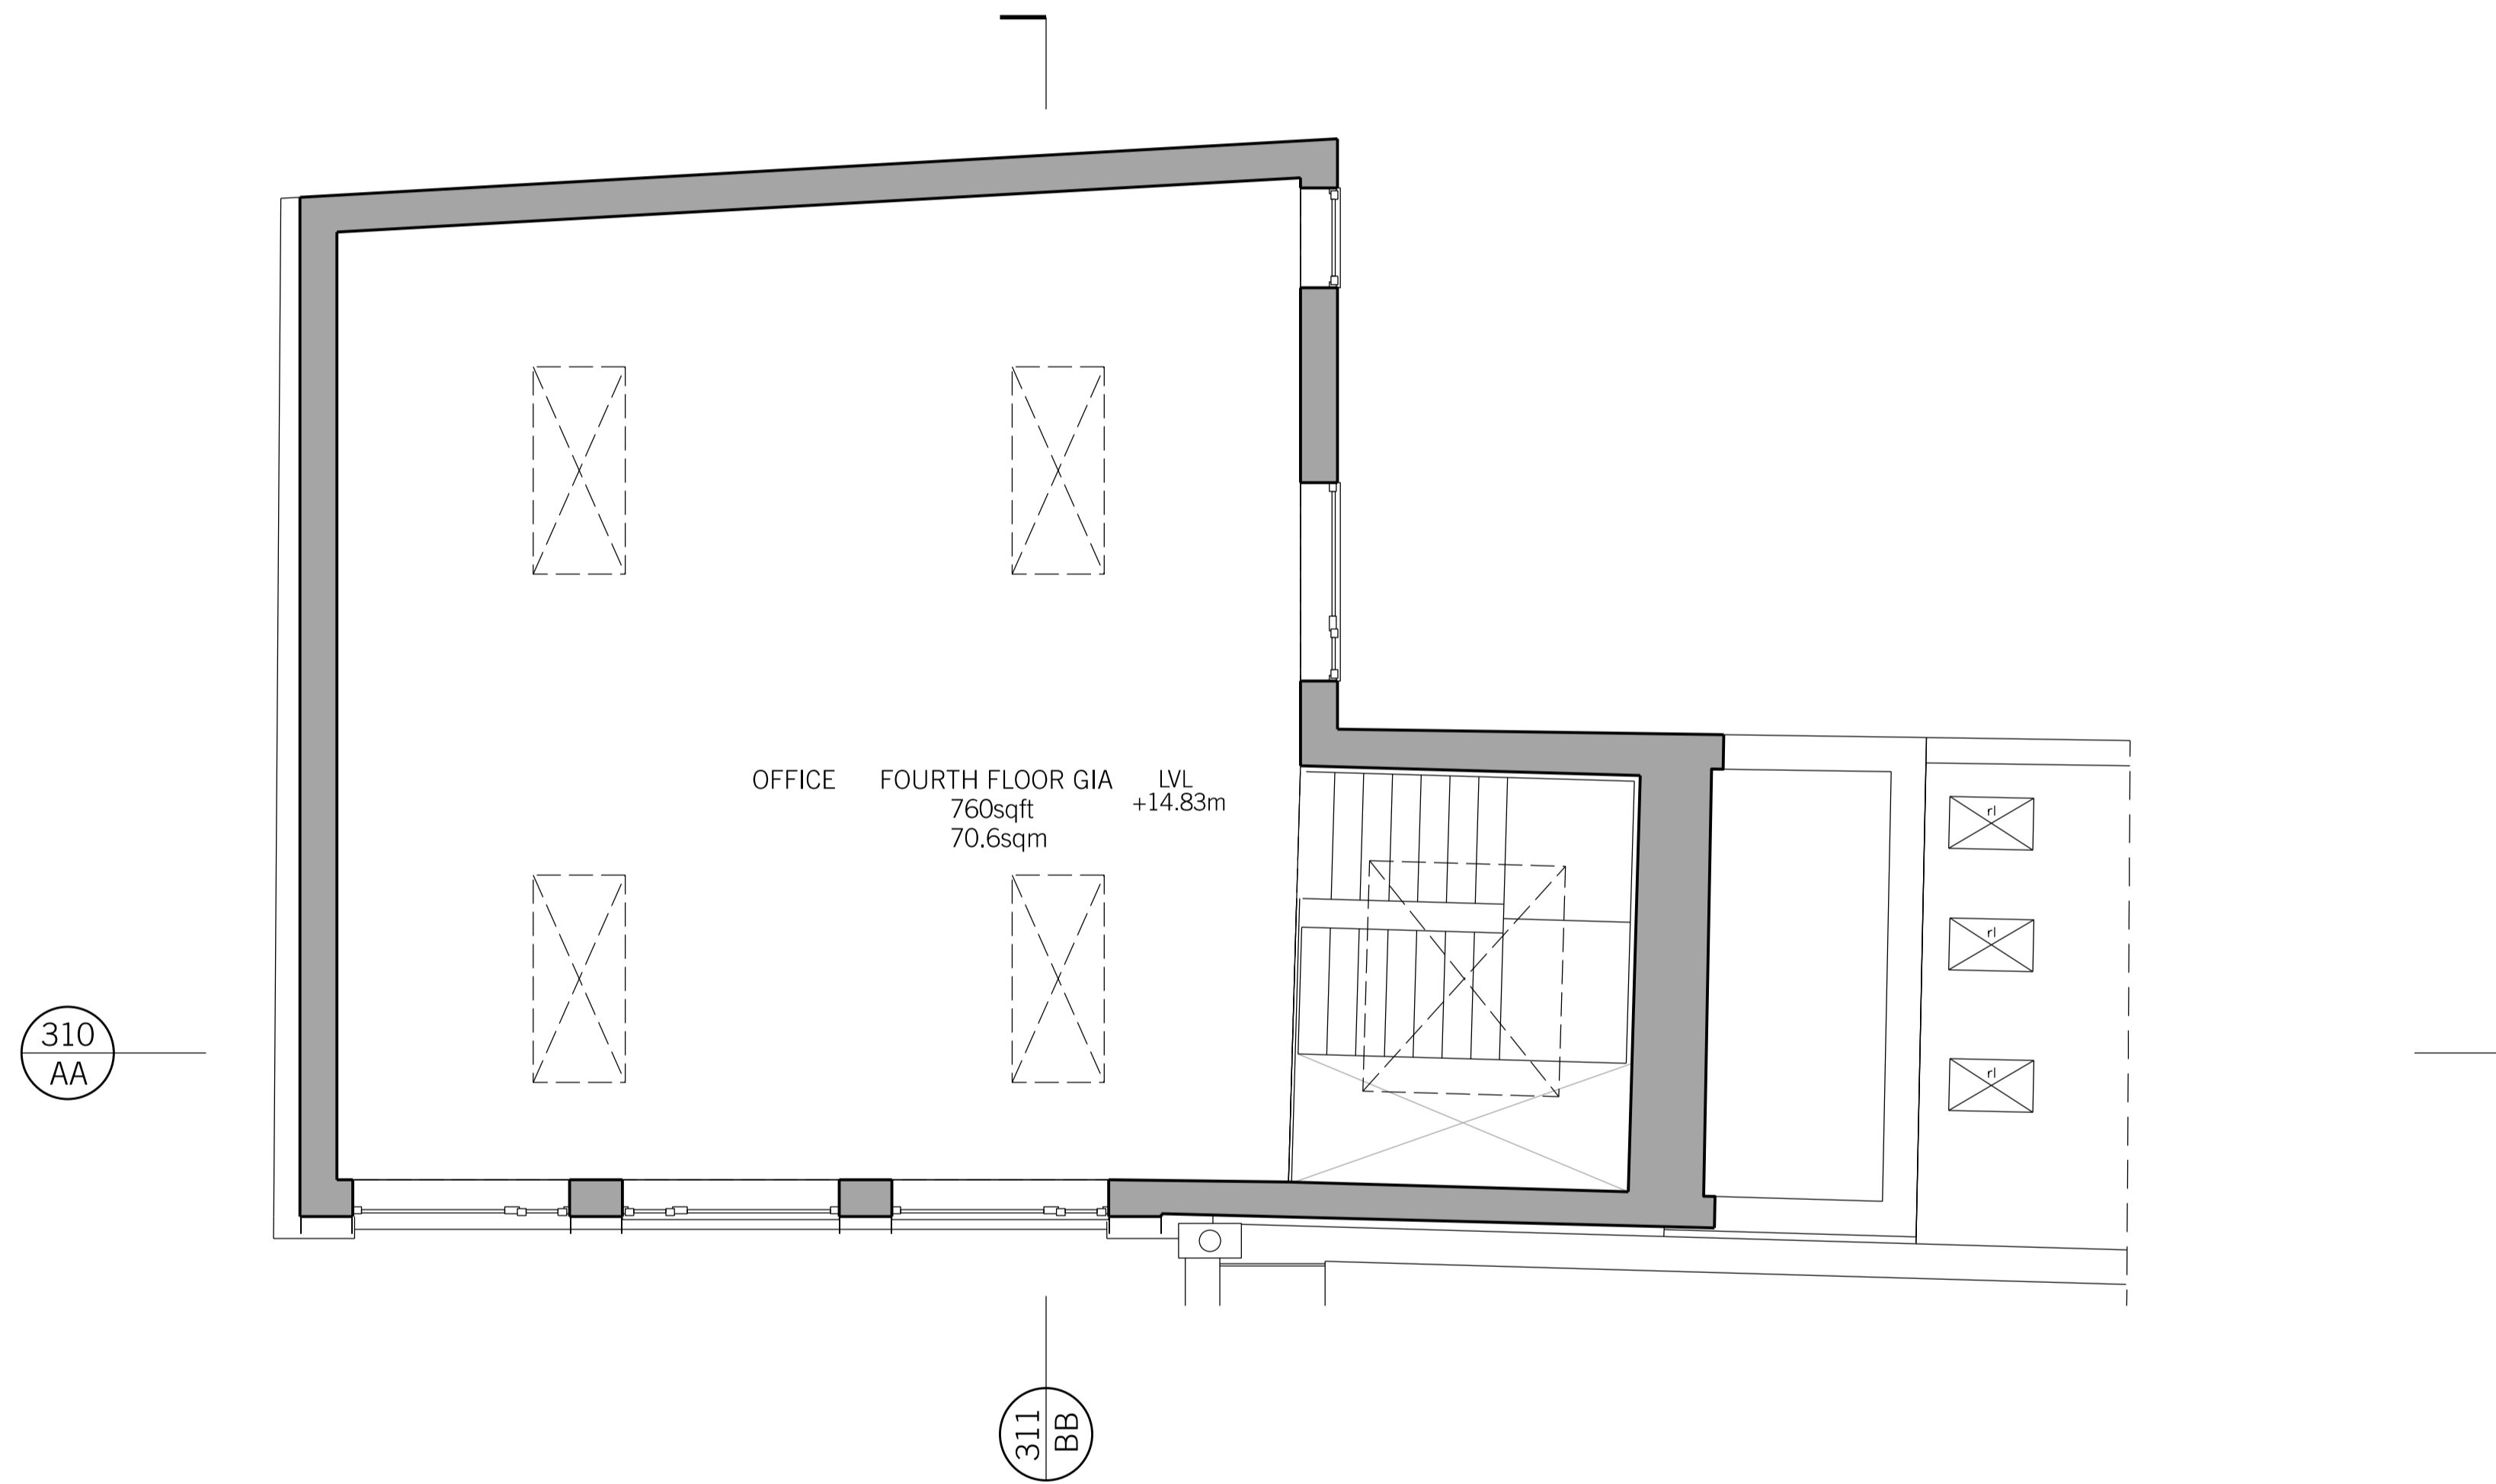 OFFICE
FOURTH FLOOR GIA
760sqft
70.6sqm
LVL
+14.83m
rl
rl
rl
310
AA
311
BB